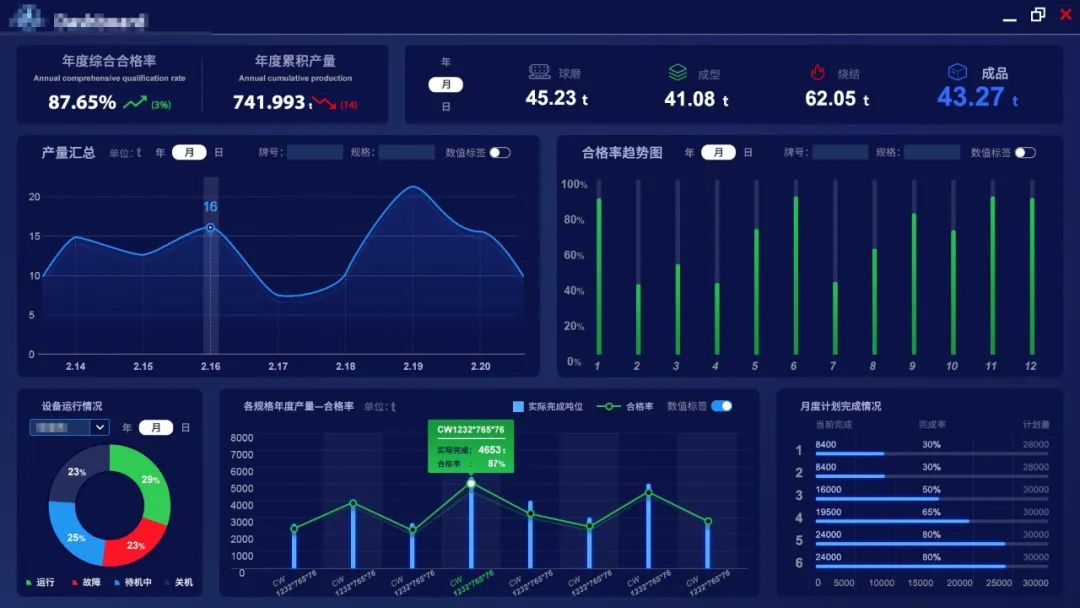 年度综合合格率
Annual comprehensive qualification rate
87.65% (3%)
年度累积产量
Annual cumulative production
741.993 t (14)
年
月
日
球磨
45.23 t
成型
41.08 t
烧结
62.05 t
成品
43.27 t
产量汇总 单位:t 年 月 日 牌号: 规格: 数值标签
20
15
10
5
0
16
2.14 2.15 2.16 2.17 2.18 2.19 2.20
合格率趋势图 年 月 日 牌号: 规格: 数值标签
100%
80%
60%
40%
20%
0%
1 2 3 4 5 6 7 8 9 10 11 12
设备运行情况
年 月 日
23%
29%
25%
23%
运行 故障 待机中 关机
各规格年度产量—合格率 单位:t 实际完成吨位 合格率 数值标签
8000
7000
6000
5000
4000
3000
2000
1000
0
CW1232*765*76
实际完成: 4653 t
合格率 : 87%
CW CW CW CW CW CW CW CW
1232*765*76 1232*765*76 1232*765*76 1232*765*76 1232*765*76 1232*765*76 1232*765*76 1232*765*76
月度计划完成情况
当前完成 完成率 计划量
1 8400 30% 28000
2 8400 30% 28000
3 16000 50% 30000
4 19500 65% 30000
5 24000 80% 30000
6 24000 80% 30000
0 5000 10000 15000 20000 25000 30000